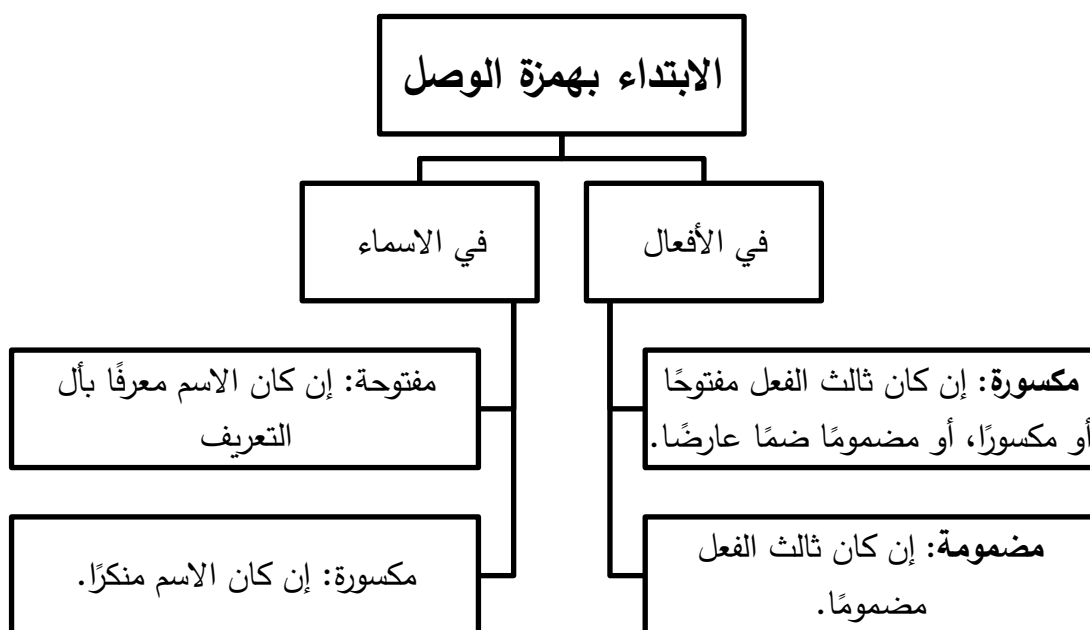 الابتداء بهمزة الوصل
في الأفعال
في الاسماء
مكسورة: إن كان ثالث الفعل مفتوحًا
أو مكسورًا، أو مضمومًا ضمًا عارضًا.
مضمومة: إن كان ثالث الفعل
مضمومًا.
مفتوحة: إن كان الاسم معرفًا بأل
التعريف
مكسورة: إن كان الاسم منكرًا.